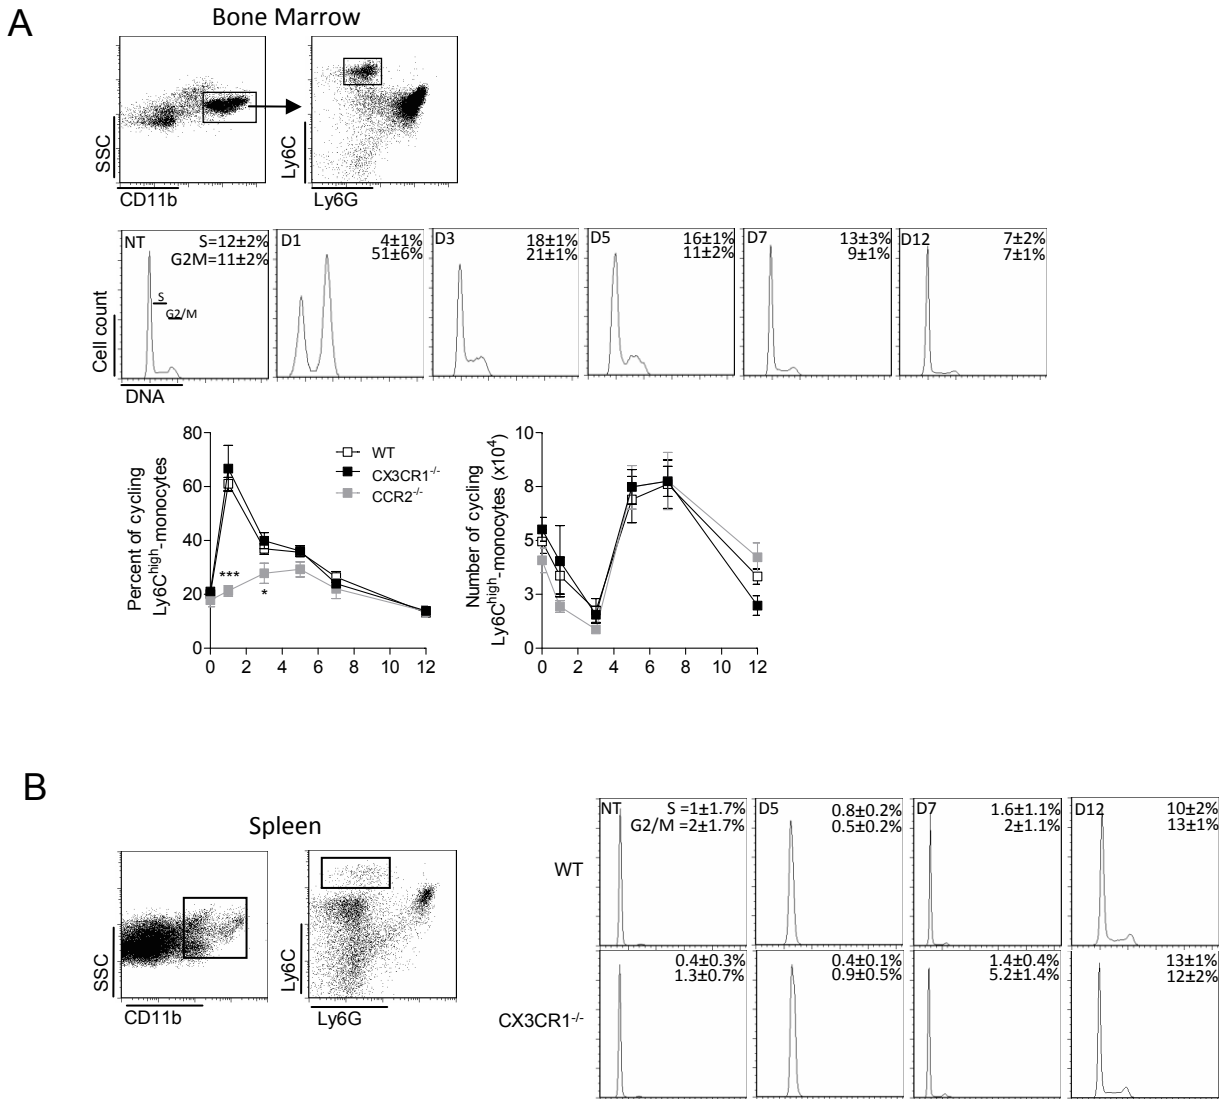 A
Bone Marrow
SSC
CD11b
Ly6C
Ly6G
NT
S=12±2%
G2M=11±2%
S
G2/M
D1
4±1%
51±6%
D3
18±1%
21±1%
D5
16±1%
11±2%
D7
13±3%
9±1%
D12
7±2%
7±1%
Cell count
DNA
Percent of cycling
Ly6C^high-monocytes
80
60
40
20
0
0 2 4 6 8 10 12
WT
CX3CR1-/-
CCR2-/-
***
*
Number of cycling
Ly6C^high-monocytes (x10^4)
10
8
5
3
0
0 2 4 6 8 10 12
B
Spleen
SSC
CD11b
Ly6C
Ly6G
WT
NT
S =1±1.7%
G2/M =2±1.7%
D5
0.8±0.2%
0.5±0.2%
D7
1.6±1.1%
2±1.1%
D12
10±2%
13±1%
CX3CR1-/-
0.4±0.3%
1.3±0.7%
0.4±0.1%
0.9±0.5%
1.4±0.4%
5.2±1.4%
13±1%
12±2%